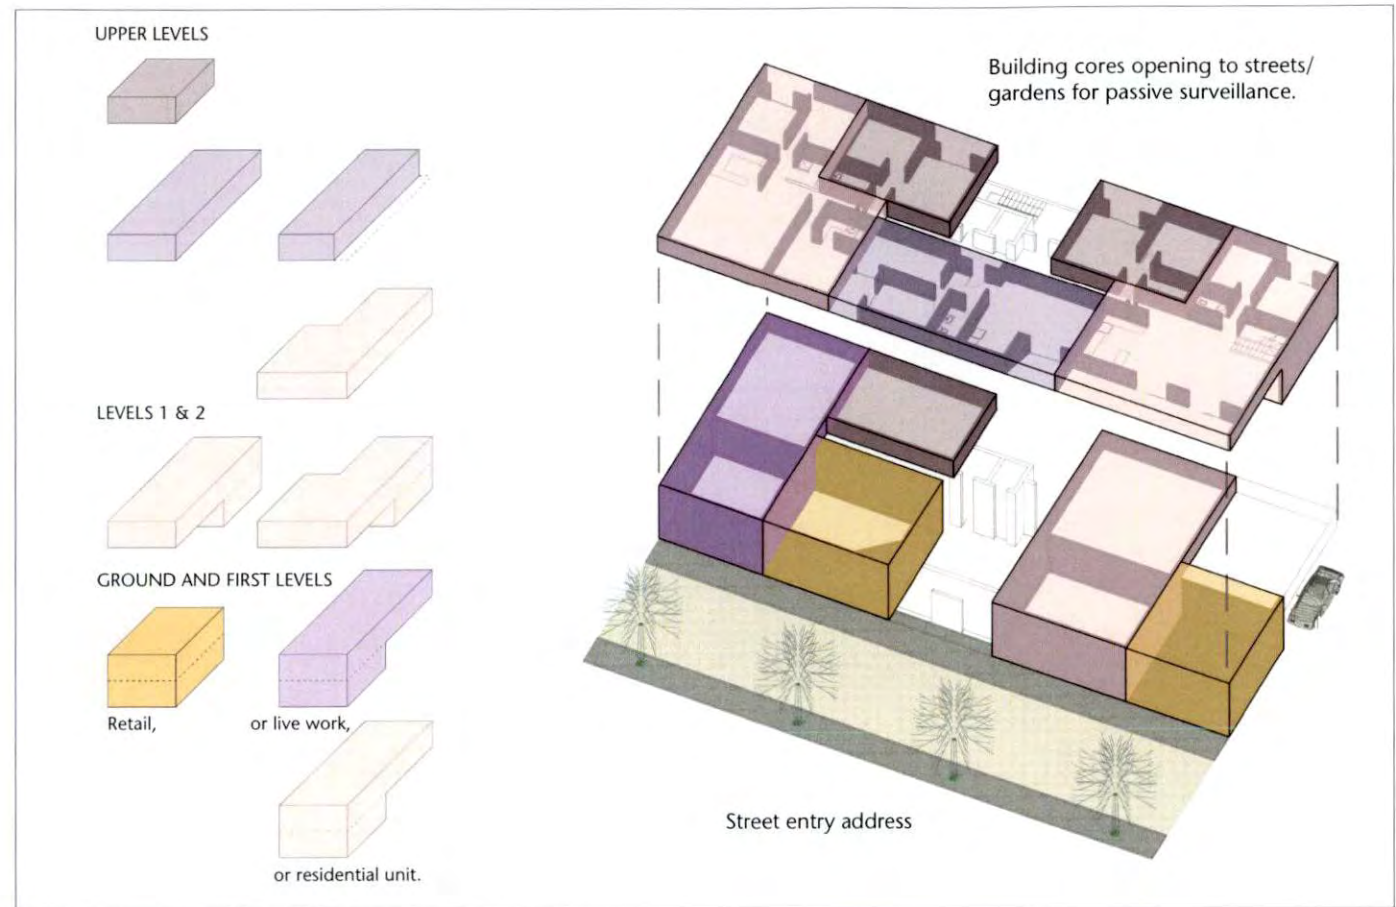 UPPER LEVELS
Building cores opening to streets/
gardens for passive surveillance.
LEVELS 1 & 2
GROUND AND FIRST LEVELS
Retail,
or live work,
or residential unit.
Street entry address